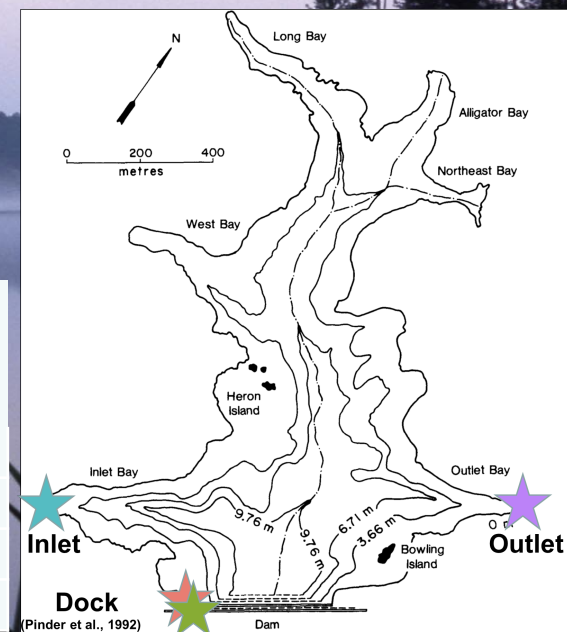 N
Long Bay
Alligator Bay
0 200 400
metres
Northeast Bay
West Bay
Heron
Island
Inlet Bay
Outlet Bay
9.76 m
9.76 m
6.71 m
3.66 m
Inlet
Bowling
Island
Outlet
Dock
(Pinder et al., 1992)
Dam